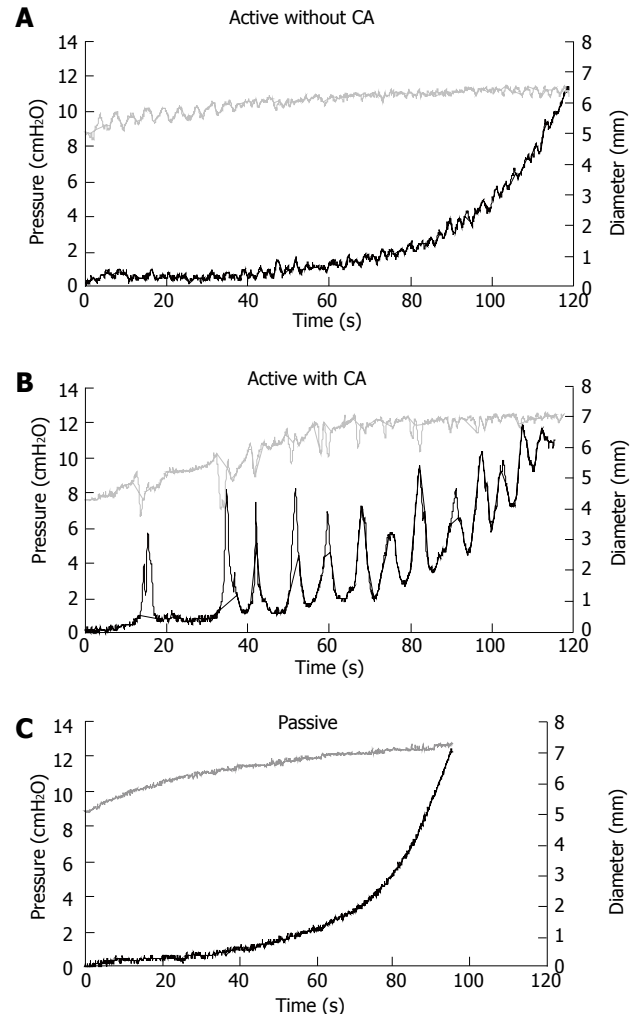 A
Active without CA
14
12
10
8
6
4
2
0
Pressure (cmH2O)
8
7
6
5
4
3
2
1
0
Diameter (mm)
0 20 40 60 80 100 120
Time (s)
B
Active with CA
14
12
10
8
6
4
2
0
Pressure (cmH2O)
8
7
6
5
4
3
2
1
0
Diameter (mm)
0 20 40 60 80 100 120
Time (s)
C
Passive
14
12
10
8
6
4
2
0
Pressure (cmH2O)
8
7
6
5
4
3
2
1
0
Diameter (mm)
0 20 40 60 80 100 120
Time (s)